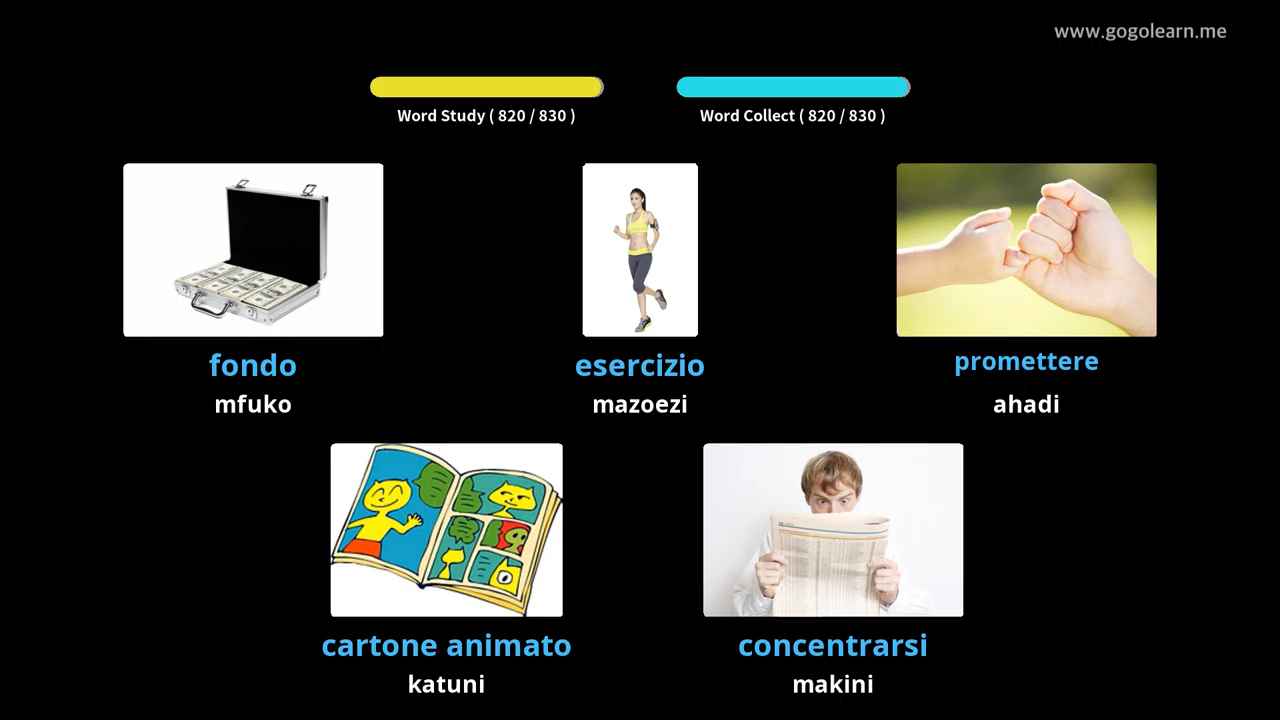 www.gogolearn.me
Word Study ( 820 / 830 )
Word Collect ( 820 / 830 )
fondo
mfuko
esercizio
mazoezi
promettere
ahadi
cartone animato
katuni
concentrarsi
makini